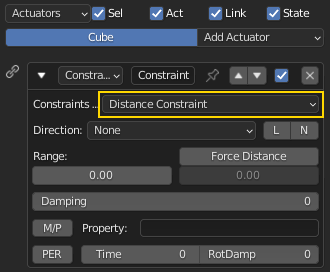 Actuators Sel Act Link State
Cube Add Actuator
Constra... Constraint
Constraints ... Distance Constraint
Direction: None L N
Range: Force Distance
0.00 0.00
Damping 0
M/P Property:
PER Time 0 RotDamp 0